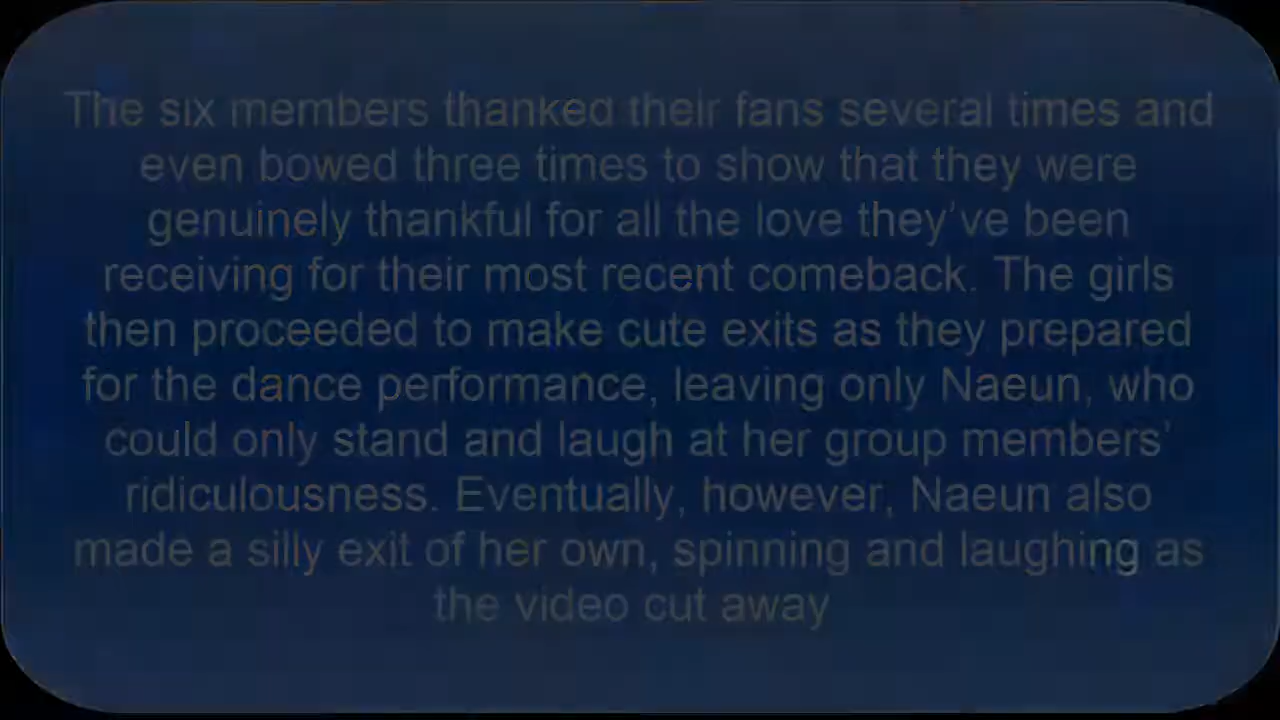 The six members thanked their fans several times and
even bowed three times to show that they were
genuinely thankful for all the love they've been
receiving for their most recent comeback. The girls
then proceeded to make cute exits as they prepared
for the dance performance, leaving only Naeun, who
could only stand and laugh at her group members'
ridiculousness. Eventually, however, Naeun also
made a silly exit of her own, spinning and laughing as
the video cut away